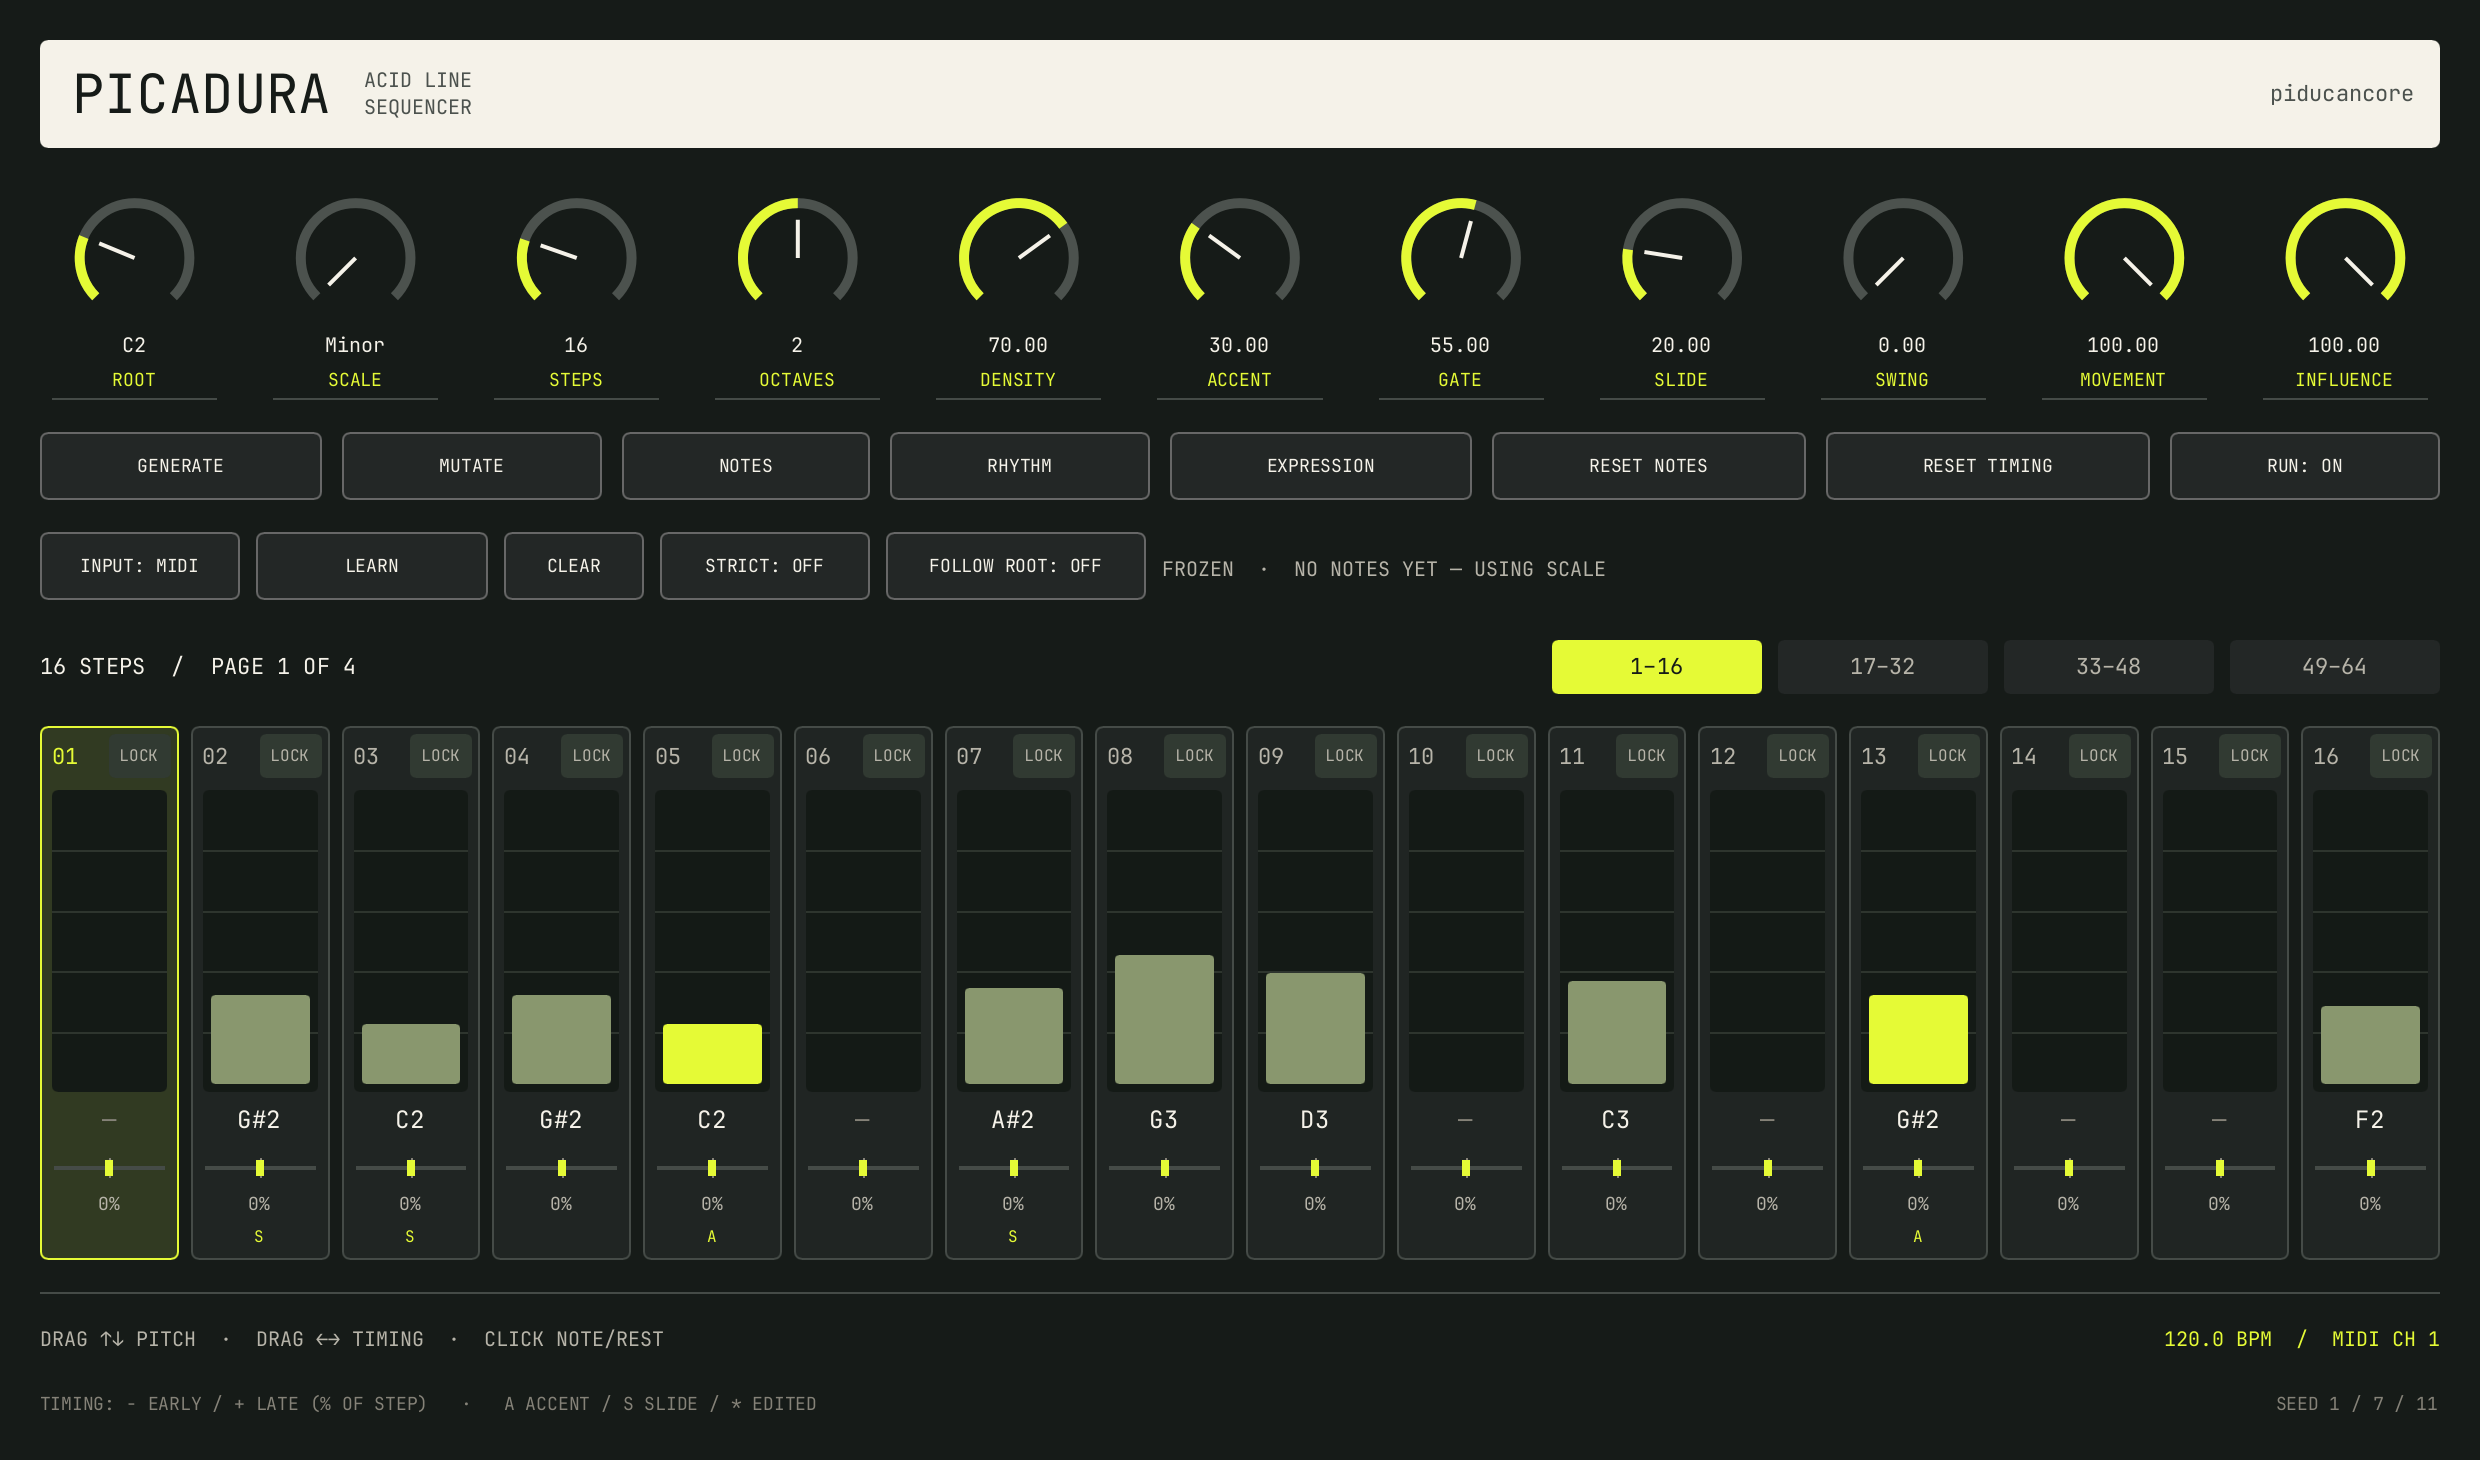 PICADURA
ACID LINE
SEQUENCER
piducancore
C2 Minor 16 2 70.00 30.00 55.00 20.00 0.00 100.00 100.00
ROOT SCALE STEPS OCTAVES DENSITY ACCENT GATE SLIDE SWING MOVEMENT INFLUENCE
GENERATE MUTATE NOTES RHYTHM EXPRESSION RESET NOTES RESET TIMING RUN: ON
INPUT: MIDI LEARN CLEAR STRICT: OFF FOLLOW ROOT: OFF FROZEN · NO NOTES YET — USING SCALE
16 STEPS / PAGE 1 OF 4 1–16 17–32 33–48 49–64
01 LOCK 02 LOCK 03 LOCK 04 LOCK 05 LOCK 06 LOCK 07 LOCK 08 LOCK 09 LOCK 10 LOCK 11 LOCK 12 LOCK 13 LOCK 14 LOCK 15 LOCK 16 LOCK
— G#2 C2 G#2 C2 — A#2 G3 D3 — C3 — G#2 — — F2
0% 0% 0% 0% 0% 0% 0% 0% 0% 0% 0% 0% 0% 0% 0% 0%
S S A S A
DRAG ↑↓ PITCH · DRAG ↔ TIMING · CLICK NOTE/REST 120.0 BPM / MIDI CH 1
TIMING: - EARLY / + LATE (% OF STEP) · A ACCENT / S SLIDE / * EDITED SEED 1 / 7 / 11